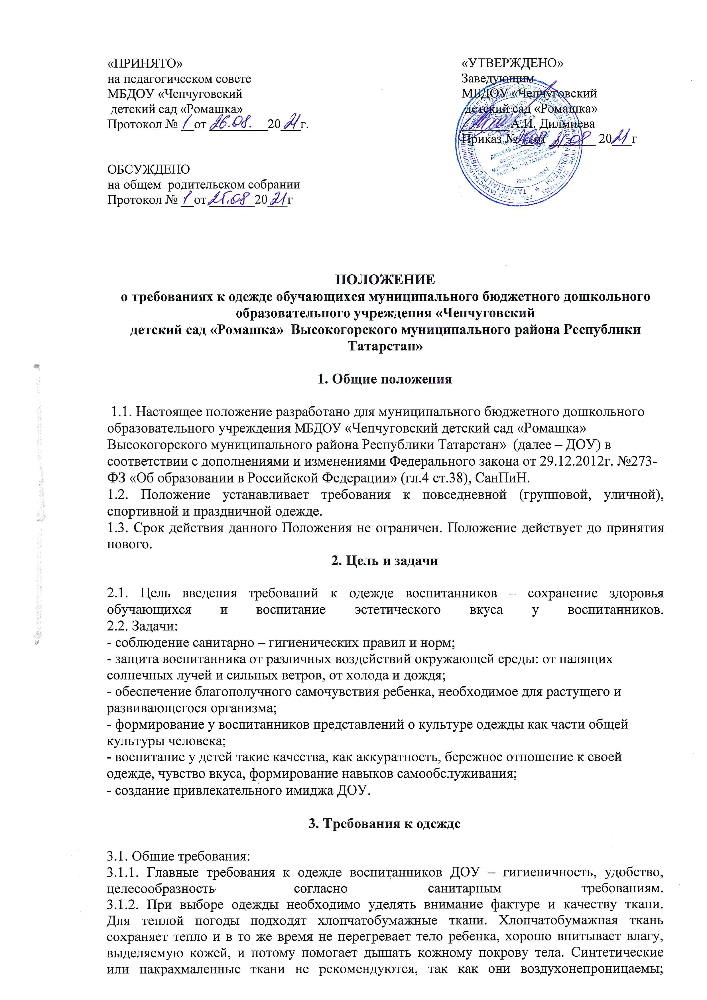 «ПРИНЯТО»
на педагогическом совете
МБДОУ «Чепчуговский
детский сад «Ромашка»
Протокол № 1 от 26.08. 2021г.
ОБСУЖДЕНО
на общем родительском собрании
Протокол № 1 от 25.08 2021г
«УТВЕРЖДЕНО»
Заведующим
МБДОУ «Чепчуговский
детский сад «Ромашка»
А.И. Дилмиева
Приказ № от 31.08 2021г
ПОЛОЖЕНИЕ
о требованиях к одежде обучающихся муниципального бюджетного дошкольного
образовательного учреждения «Чепчуговский
детский сад «Ромашка» Высокогорского муниципального района Республики
Татарстан»
1. Общие положения
1.1. Настоящее положение разработано для муниципального бюджетного дошкольного
образовательного учреждения МБДОУ «Чепчуговский детский сад «Ромашка»
Высокогорского муниципального района Республики Татарстан» (далее – ДОУ) в
соответствии с дополнениями и изменениями Федерального закона от 29.12.2012г. №273-
ФЗ «Об образовании в Российской Федерации» (гл.4 ст.38), СанПиН.
1.2. Положение устанавливает требования к повседневной (групповой, уличной),
спортивной и праздничной одежде.
1.3. Срок действия данного Положения не ограничен. Положение действует до принятия
нового.
2. Цель и задачи
2.1. Цель введения требований к одежде воспитанников – сохранение здоровья
обучающихся и воспитание эстетического вкуса у воспитанников.
2.2. Задачи:
- соблюдение санитарно – гигиенических правил и норм;
- защита воспитанника от различных воздействий окружающей среды: от палящих
солнечных лучей и сильных ветров, от холода и дождя;
- обеспечение благополучного самочувствия ребенка, необходимое для растущего и
развивающегося организма;
- формирование у воспитанников представлений о культуре одежды как части общей
культуры человека;
- воспитание у детей такие качества, как аккуратность, бережное отношение к своей
одежде, чувство вкуса, формирование навыков самообслуживания;
- создание привлекательного имиджа ДОУ.
3. Требования к одежде
3.1. Общие требования:
3.1.1. Главные требования к одежде воспитанников ДОУ – гигиеничность, удобство,
целесообразность согласно санитарным требованиям.
3.1.2. При выборе одежды необходимо уделять внимание фактуре и качеству ткани.
Для теплой погоды подходят хлопчатобумажные ткани. Хлопчатобумажная ткань
сохраняет тепло и в то же время не перегревает тело ребенка, хорошо впитывает влагу,
выделяемую кожей, и потому помогает дышать кожному покрову тела. Синтетические
или накрахмаленные ткани не рекомендуются, так как они воздухонепроницаемы;